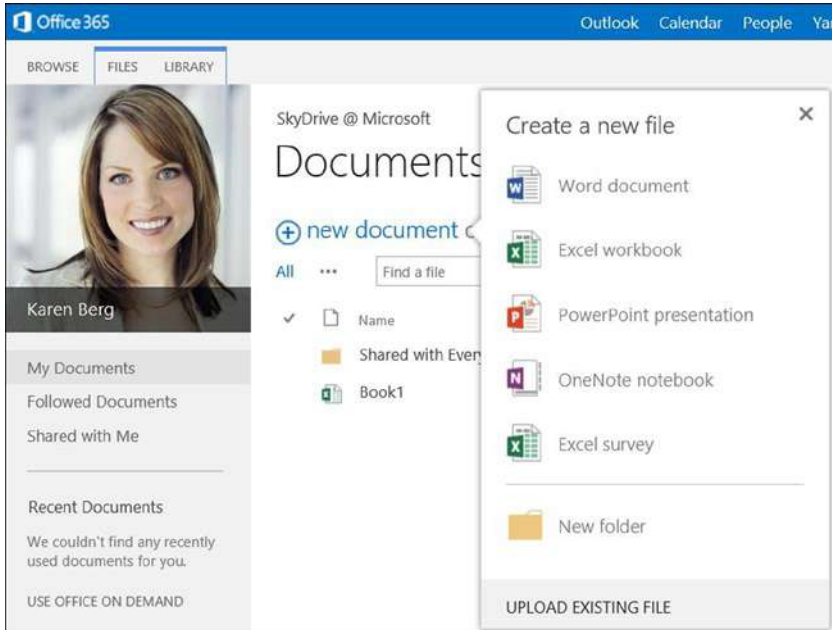 Office 365
Outlook Calendar People
BROWSE FILES LIBRARY
Karen Berg
My Documents
Followed Documents
Shared with Me
Recent Documents
We couldn't find any recently
used documents for you.
USE OFFICE ON DEMAND
SkyDrive @ Microsoft
Documents
new document
All ... Find a file
Name
Shared with
Book1
Create a new file
Word document
Excel workbook
PowerPoint presentation
OneNote notebook
Excel survey
New folder
UPLOAD EXISTING FILE